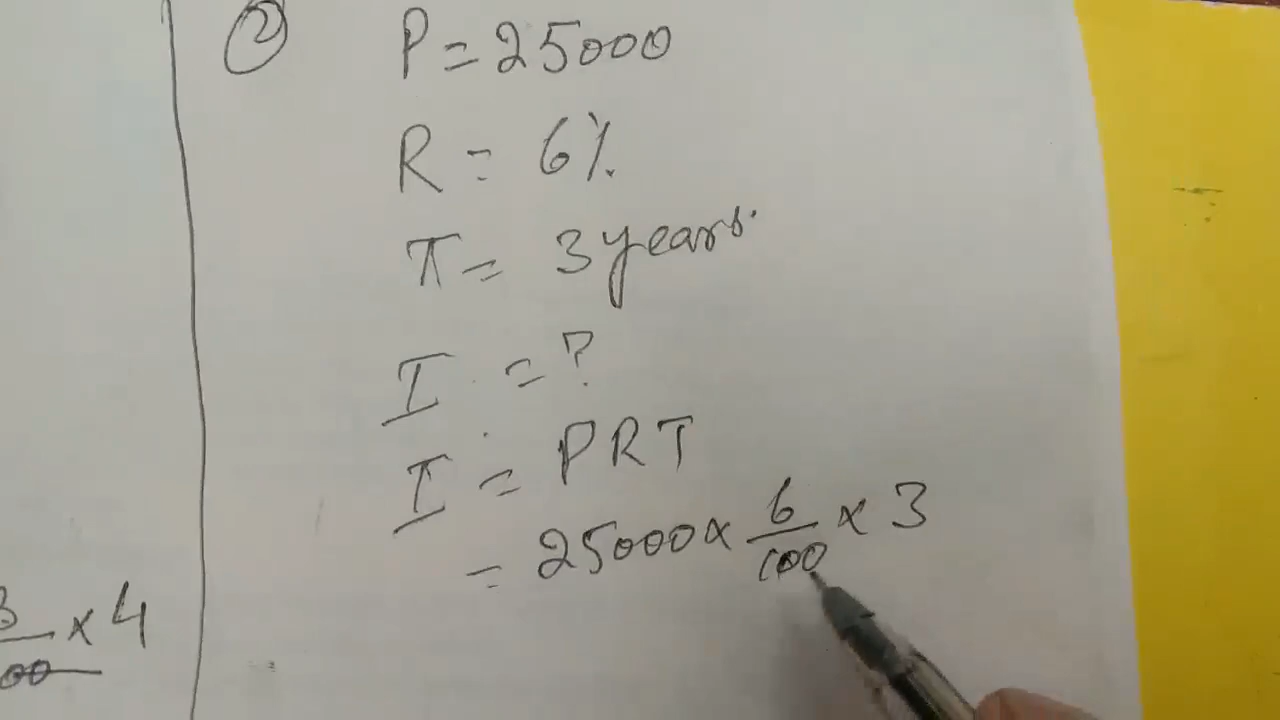 ②
P = 25000
R = 6%.
T = 3 years.
I = ?
I = PRT
= 25000 x 6/100 x 3
x 4